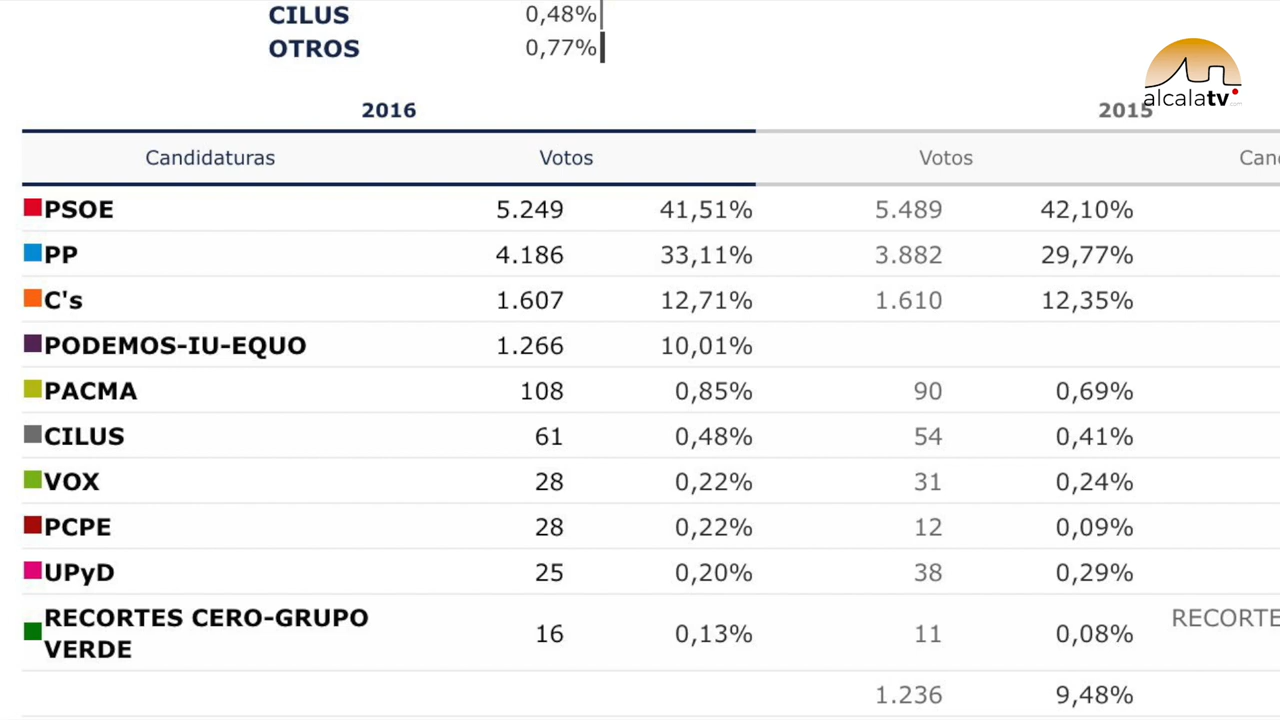 CILUS 0,48%
OTROS 0,77%
alcalatv
2016 2015
Candidaturas Votos Votos
PSOE 5.249 41,51% 5.489 42,10%
PP 4.186 33,11% 3.882 29,77%
C's 1.607 12,71% 1.610 12,35%
PODEMOS-IU-EQUO 1.266 10,01%
PACMA 108 0,85% 90 0,69%
CILUS 61 0,48% 54 0,41%
VOX 28 0,22% 31 0,24%
PCPE 28 0,22% 12 0,09%
UPyD 25 0,20% 38 0,29%
RECORTES CERO-GRUPO RECORTE
VERDE 16 0,13% 11 0,08%
1.236 9,48%